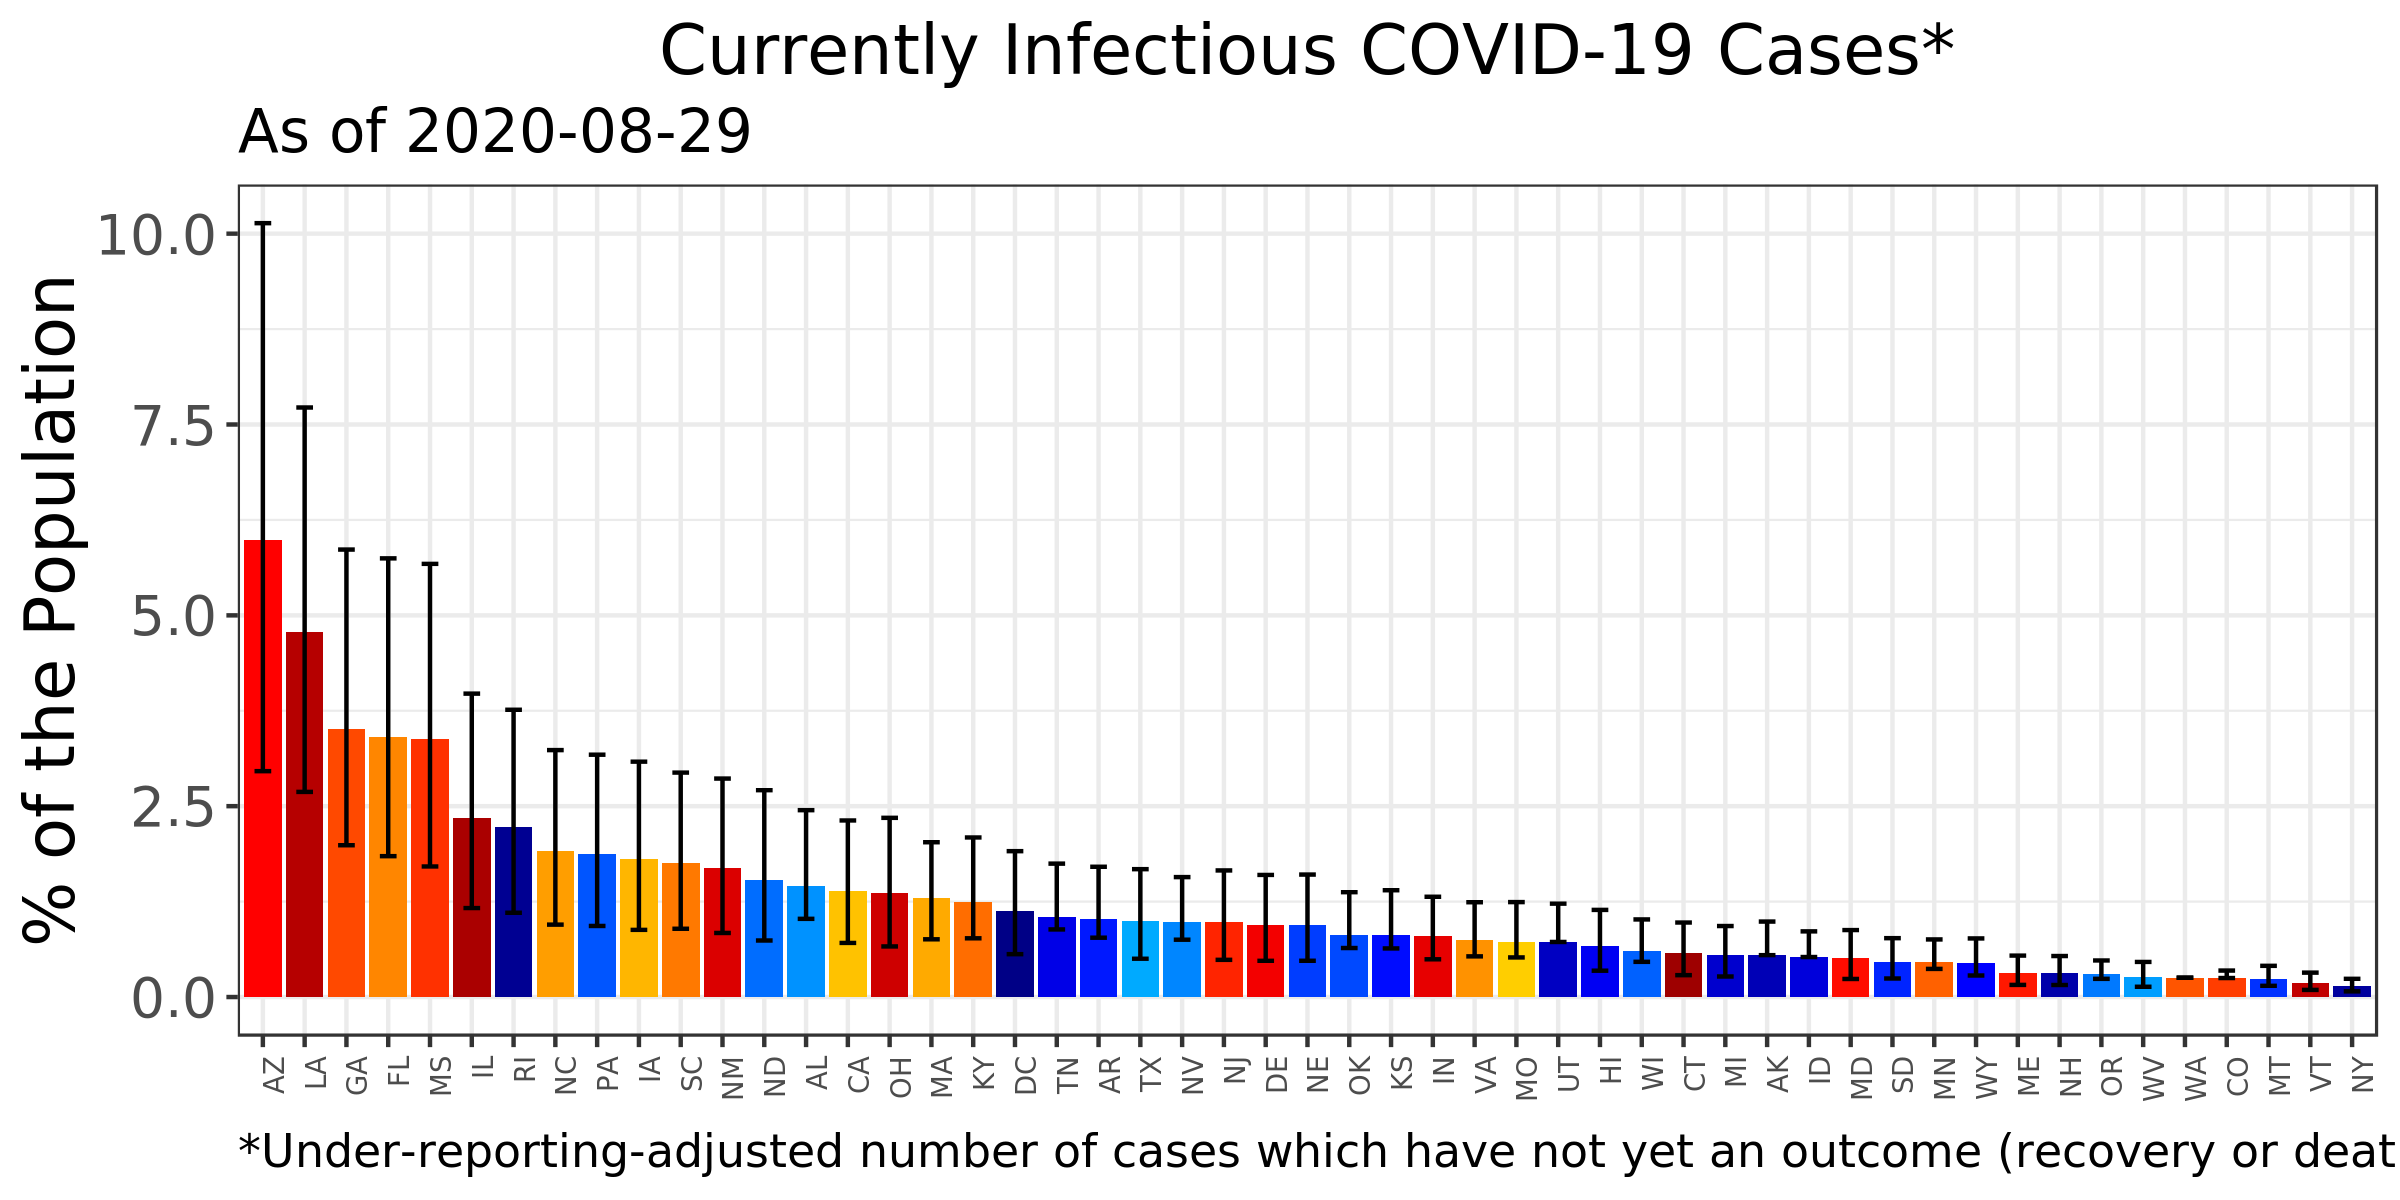 Currently Infectious COVID-19 Cases*
As of 2020-08-29
% of the Population
10.0
7.5
5.0
2.5
0.0
AZ LA GA FL MS IL RI NC PA IA SC NM ND AL CA OH MA KY DC TN AR TX NV NJ DE NE OK KS IN VA MO UT HI WI CT MI AK ID MD SD MN WY ME NH OR WV WA CO MT VT NY
*Under-reporting-adjusted number of cases which have not yet an outcome (recovery or deat